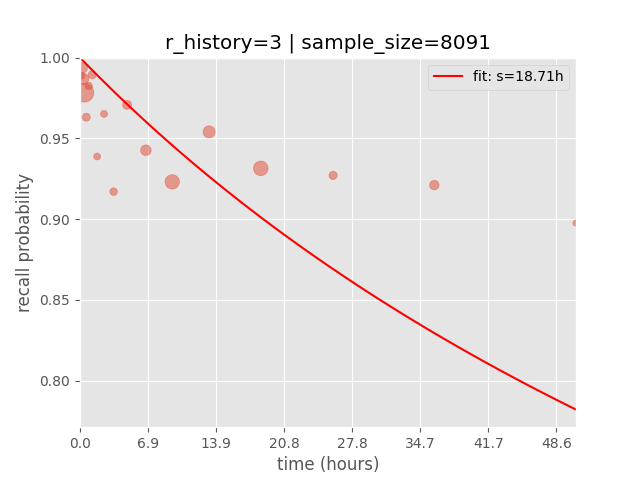 r_history=3 | sample_size=8091
fit: s=18.71h
1.00
0.95
0.90
0.85
0.80
recall probability
0.0 6.9 13.9 20.8 27.8 34.7 41.7 48.6
time (hours)